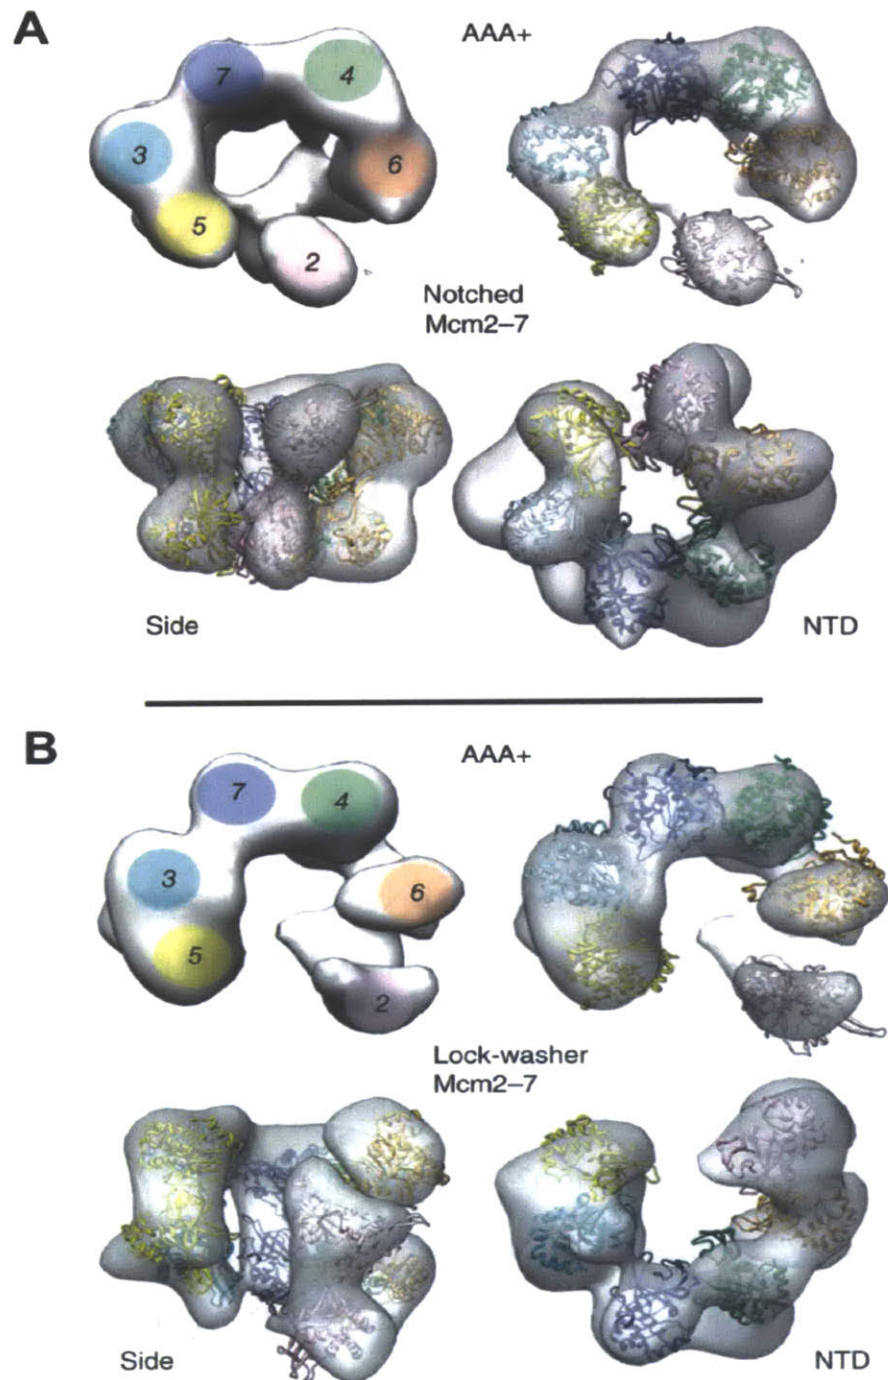 A
AAA+
7
4
3
6
5
2
Notched
Mcm2–7
Side
NTD
B
AAA+
7
4
3
6
5
2
Lock-washer
Mcm2–7
Side
NTD